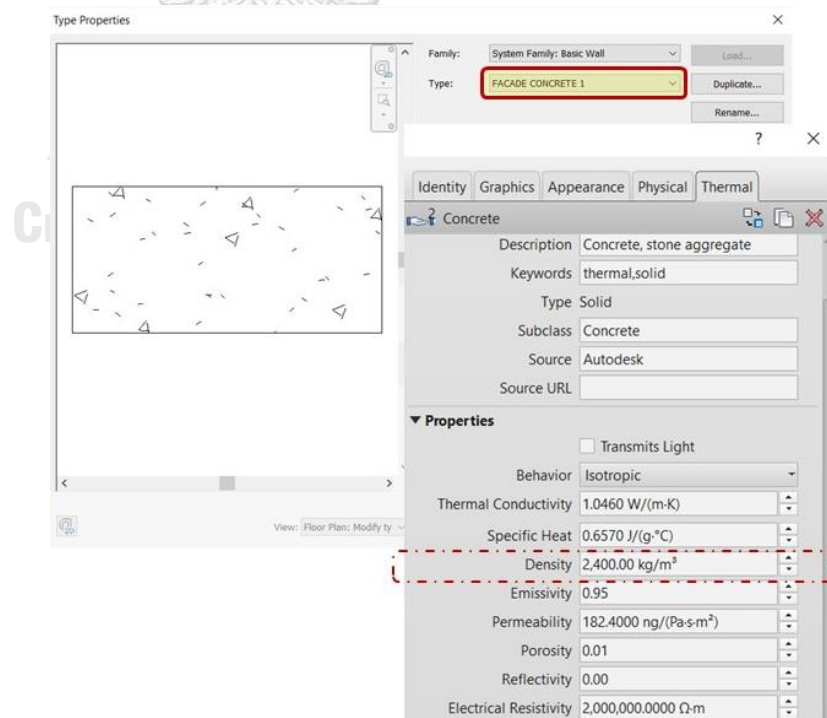 Type Properties
Family: System Family: Basic Wall Load...
Type: FACADE CONCRETE 1 Duplicate...
Rename...
?
Identity Graphics Appearance Physical Thermal
2 Concrete
Description Concrete, stone aggregate
Keywords thermal,solid
Type Solid
Subclass Concrete
Source Autodesk
Source URL
Properties
Transmits Light
Behavior Isotropic
Thermal Conductivity 1.0460 W/(m·K)
Specific Heat 0.6570 J/(g·°C)
Density 2,400.00 kg/m³
Emissivity 0.95
Permeability 182.4000 ng/(Pa·s·m²)
Porosity 0.01
Reflectivity 0.00
Electrical Resistivity 2,000,000.0000 Ω·m
View: Floor Plan: Modify ty